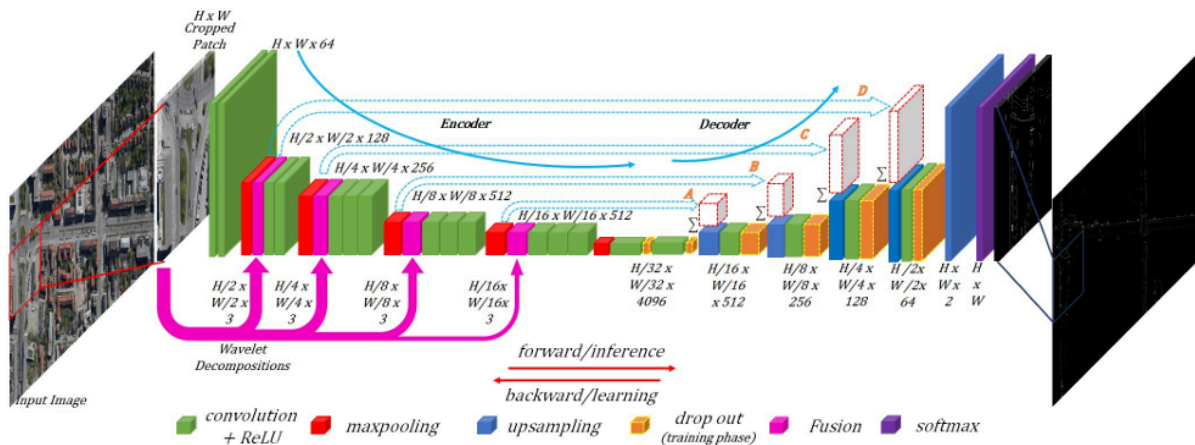 H x W
Cropped
Patch
H x W x 64
Encoder
Decoder
D
C
B
A
H/2 x W/2 x 128
H/4 x W/4 x 256
H/8 x W/8 x 512
H/16 x W/16 x 512
Σ
Σ
Σ
Σ
H/2 x
W/2 x
3
H/4 x
W/4 x
3
H/8 x
W/8 x
3
H/16x
W/16x
3
H/32 x
W/32 x
4096
H/16 x
W/16
x 512
H/8 x
W/8 x
256
H/4 x
W/4 x
128
H /2x
W /2x
64
H x
W x
2
H
x
W
Wavelet
Decompositions
Input Image
forward/inference
backward/learning
convolution
+ ReLU
maxpooling
upsampling
drop out
(training phase)
Fusion
softmax